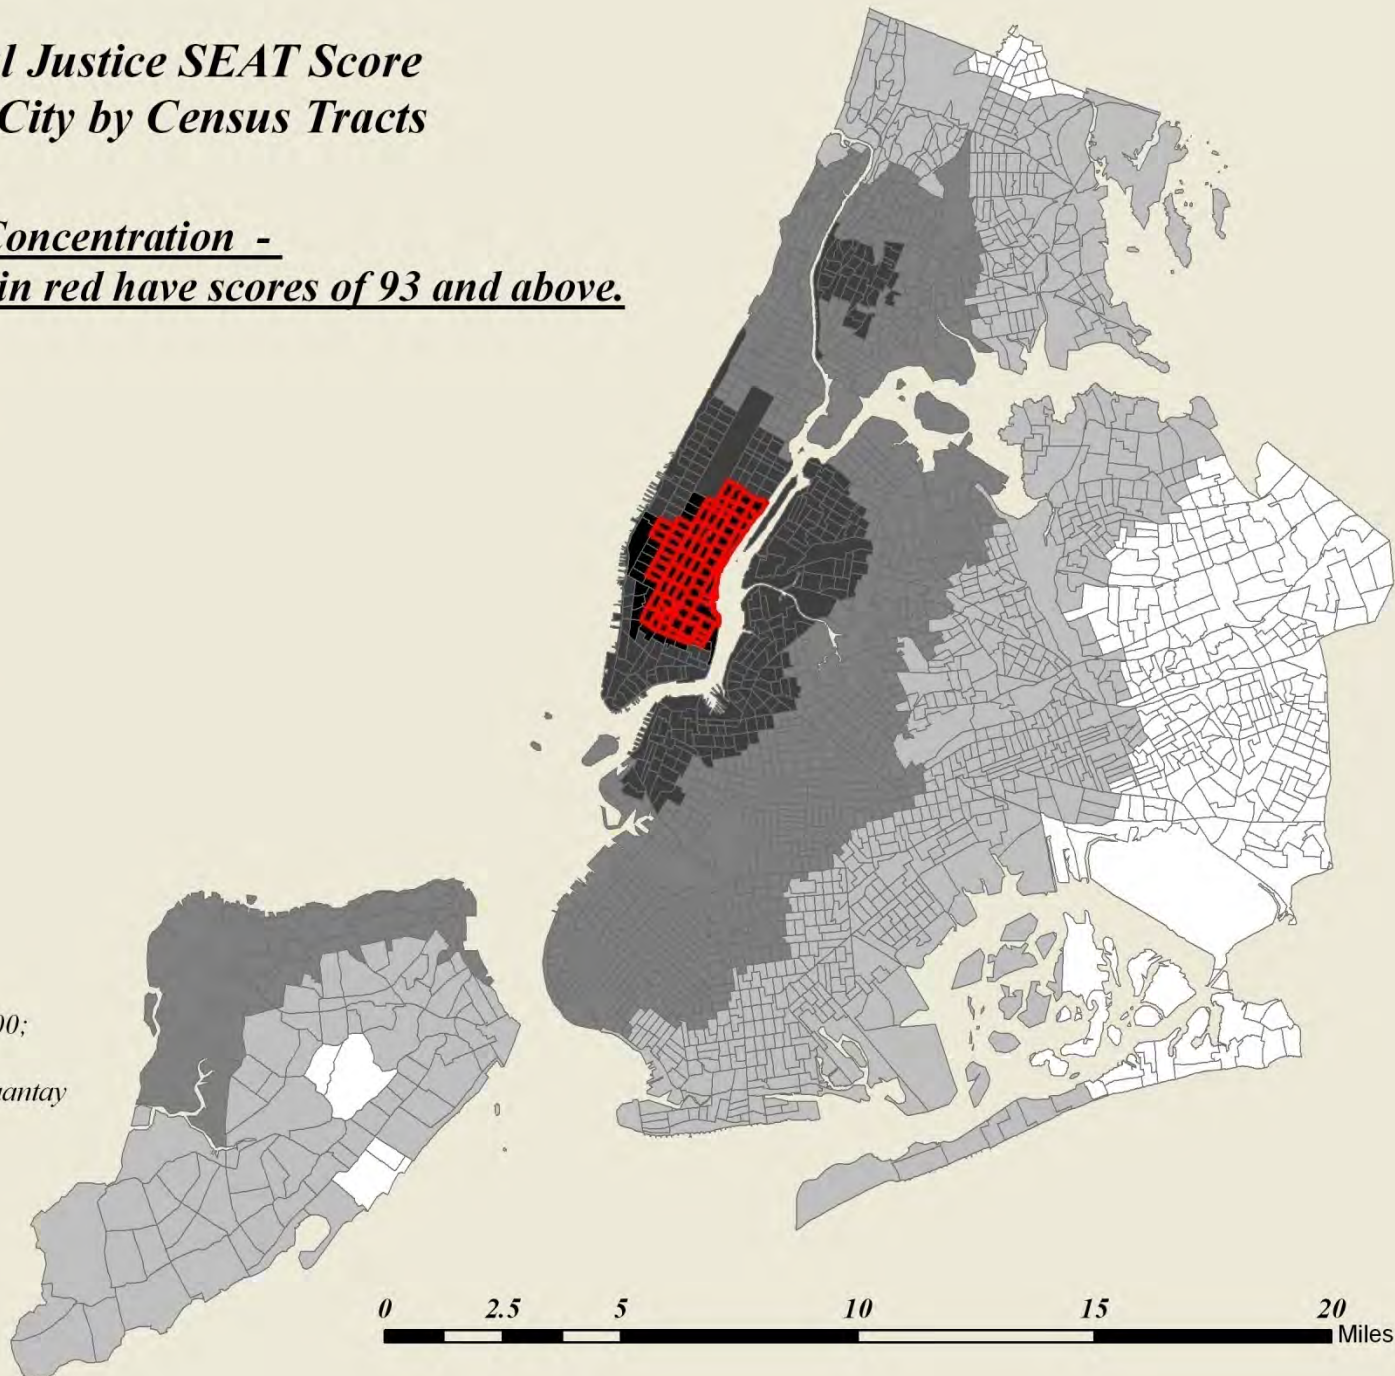 l Justice SEAT Score
City by Census Tracts
Concentration -
in red have scores of 93 and above.
00;
antay
0 2.5 5 10 15 20
Miles